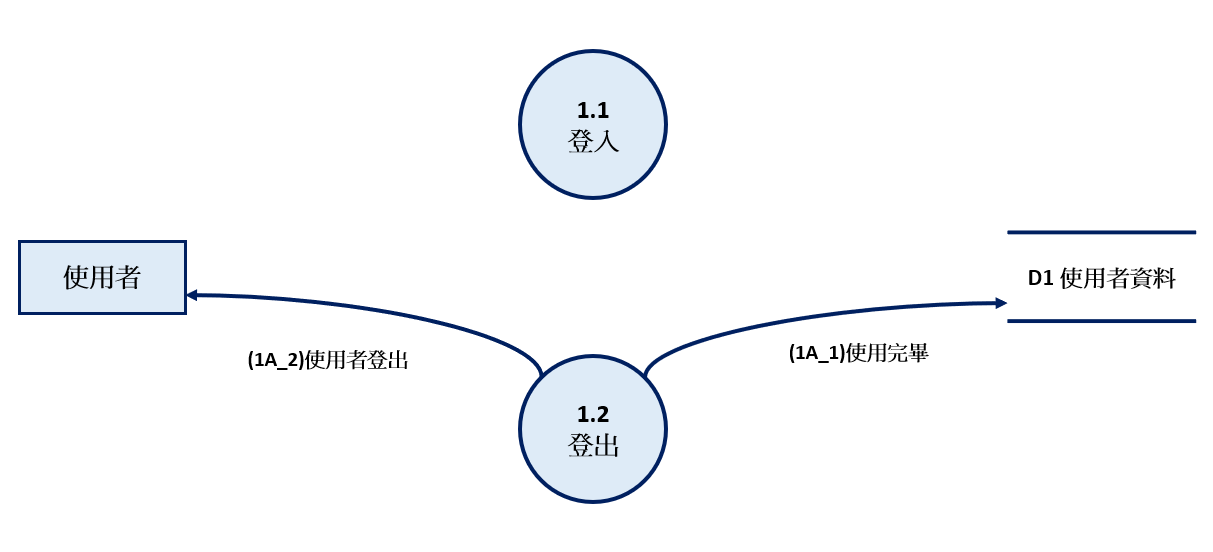 1.1
登入
使用者
D1 使用者資料
(1A_2)使用者登出
(1A_1)使用完畢
1.2
登出